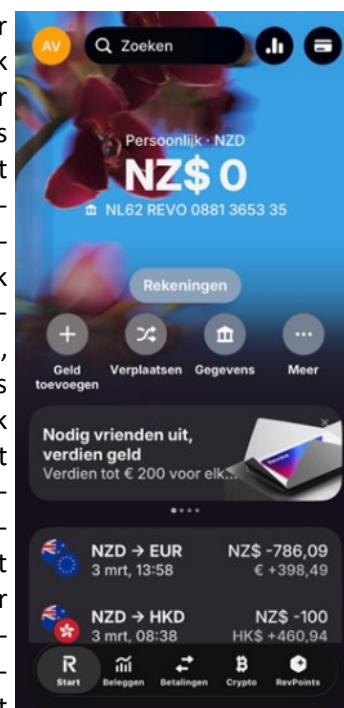 r
k
r
s
t
-
-
k
-
,
s
k
t
-
-
t
r
-
-
t
AV
Zoeken
Persoonlijk · NZD
NZ$ 0
NL62 REVO 0881 3653 35
Rekeningen
+
Geld toevoegen
Verplaatsen
Gegevens
Meer
Nodig vrienden uit,
verdien geld
Verdien tot € 200 voor elk...
NZD → EUR NZ$ -786,09
3 mrt, 13:58 € +398,49
NZD → HKD NZ$ -100
3 mrt, 08:38 HK$ +460,94
R
Start Beleggen Betalingen Crypto RevPoints